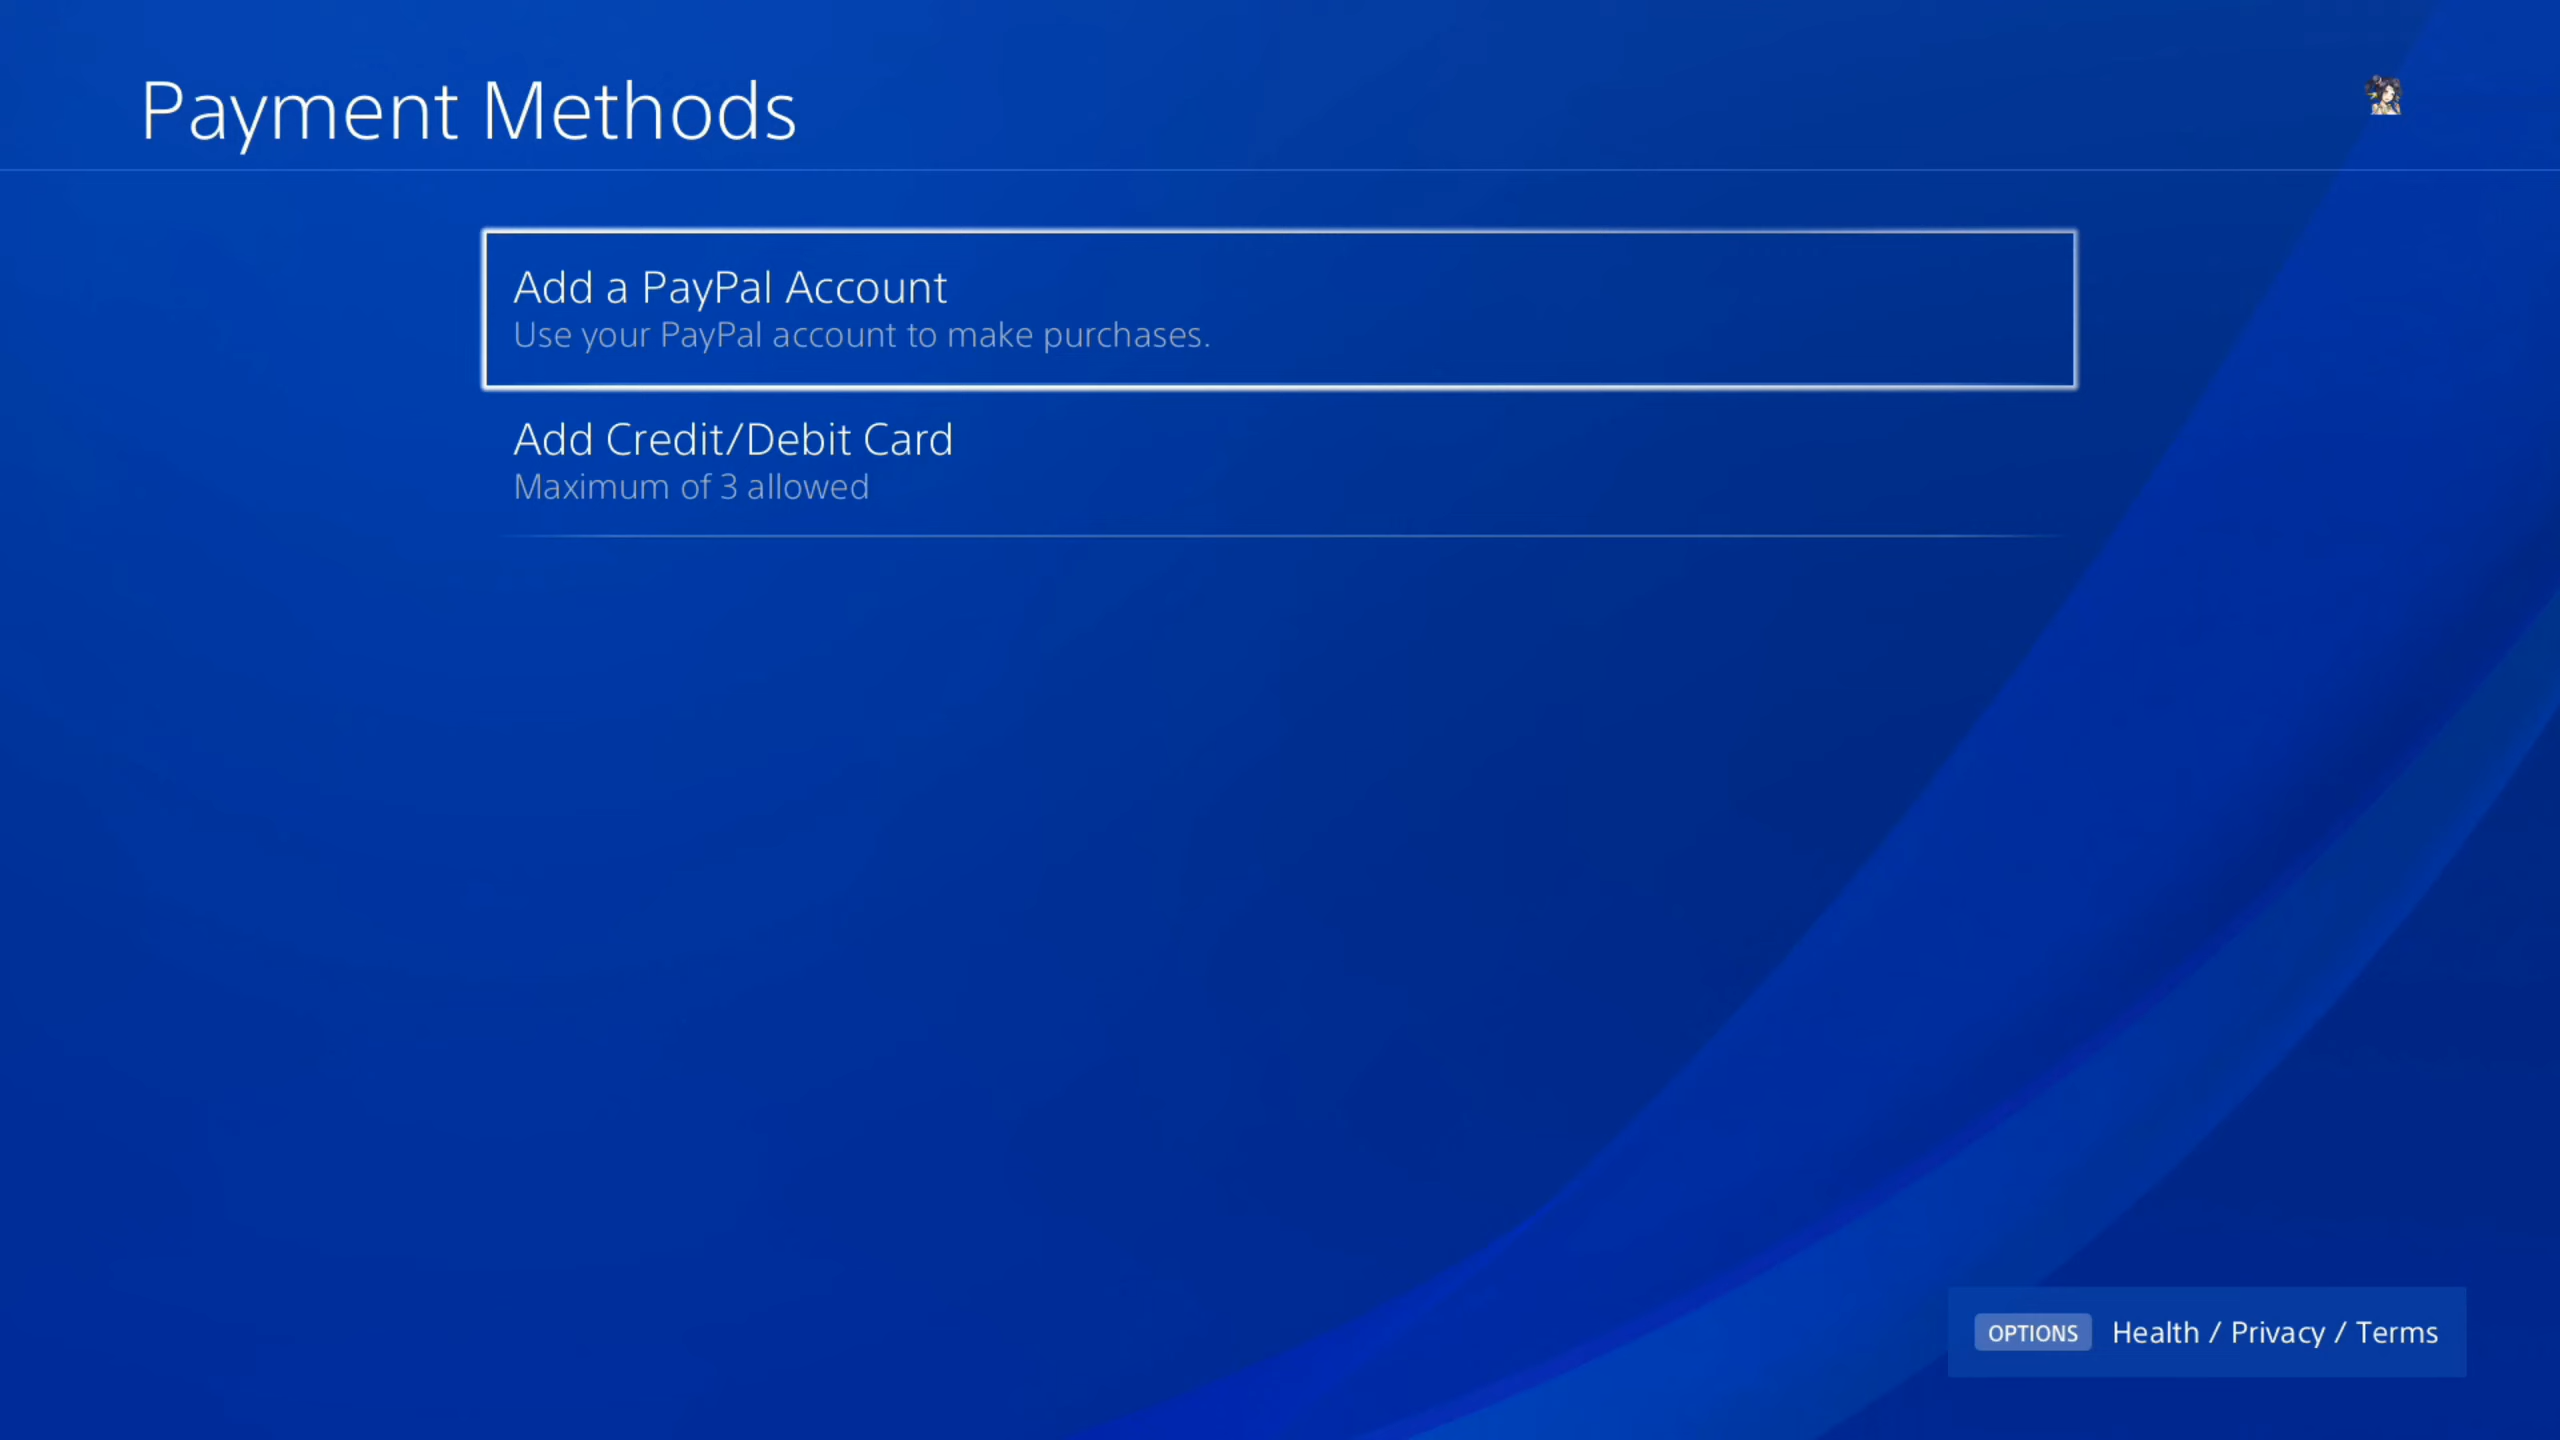 Payment Methods
Add a PayPal Account
Use your PayPal account to make purchases.
Add Credit/Debit Card
Maximum of 3 allowed
OPTIONS Health / Privacy / Terms